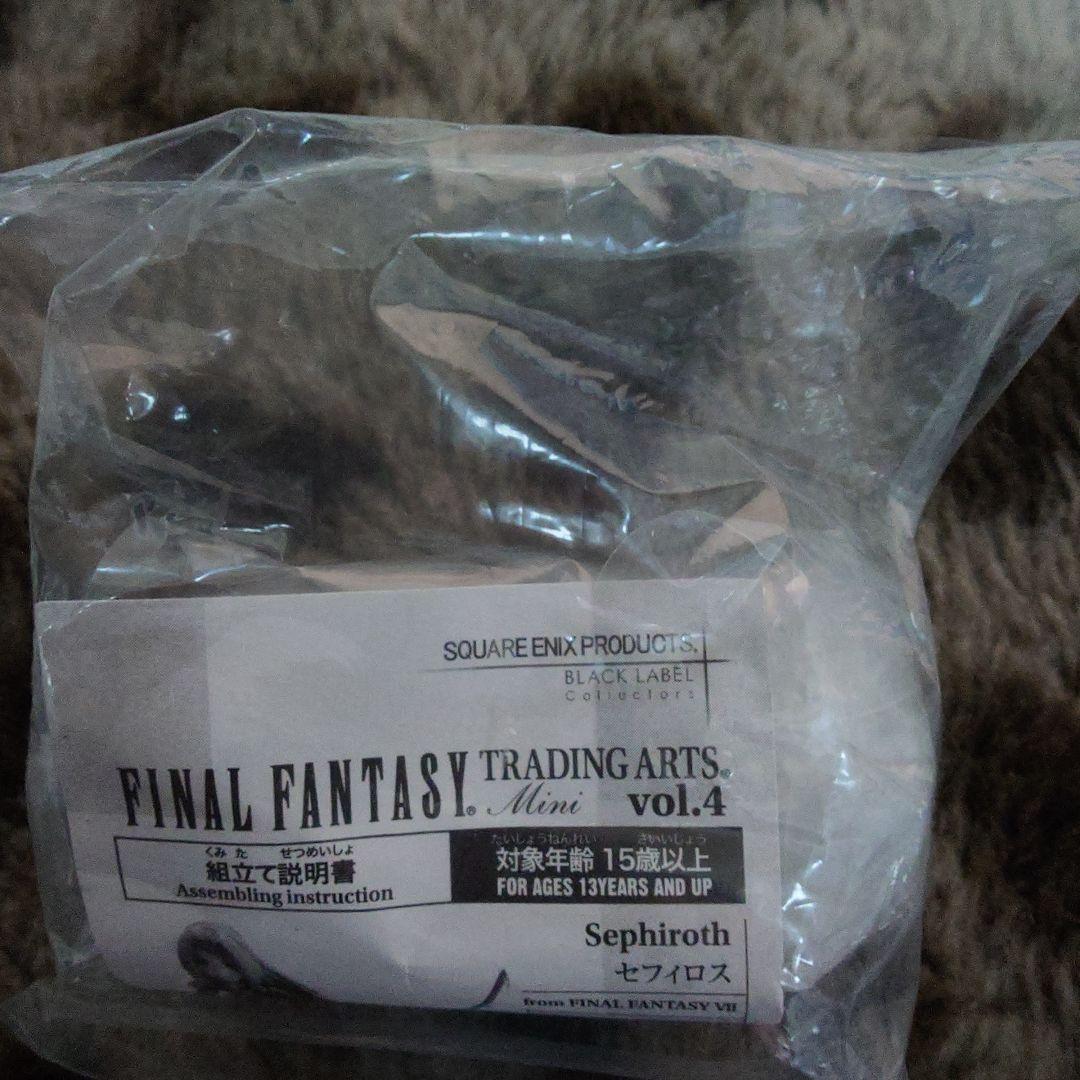 SQUARE ENIX PRODUCTS.
BLACK LABEL
Collectors
FINAL FANTASY® TRADING ARTS®
Mini vol.4
くみた せつめいしょ
組立て説明書
Assembling instruction
たいしょうねんれい さいいじょう
対象年齢 15歳以上
FOR AGES 13YEARS AND UP
Sephiroth
セフィロス
from FINAL FANTASY VII